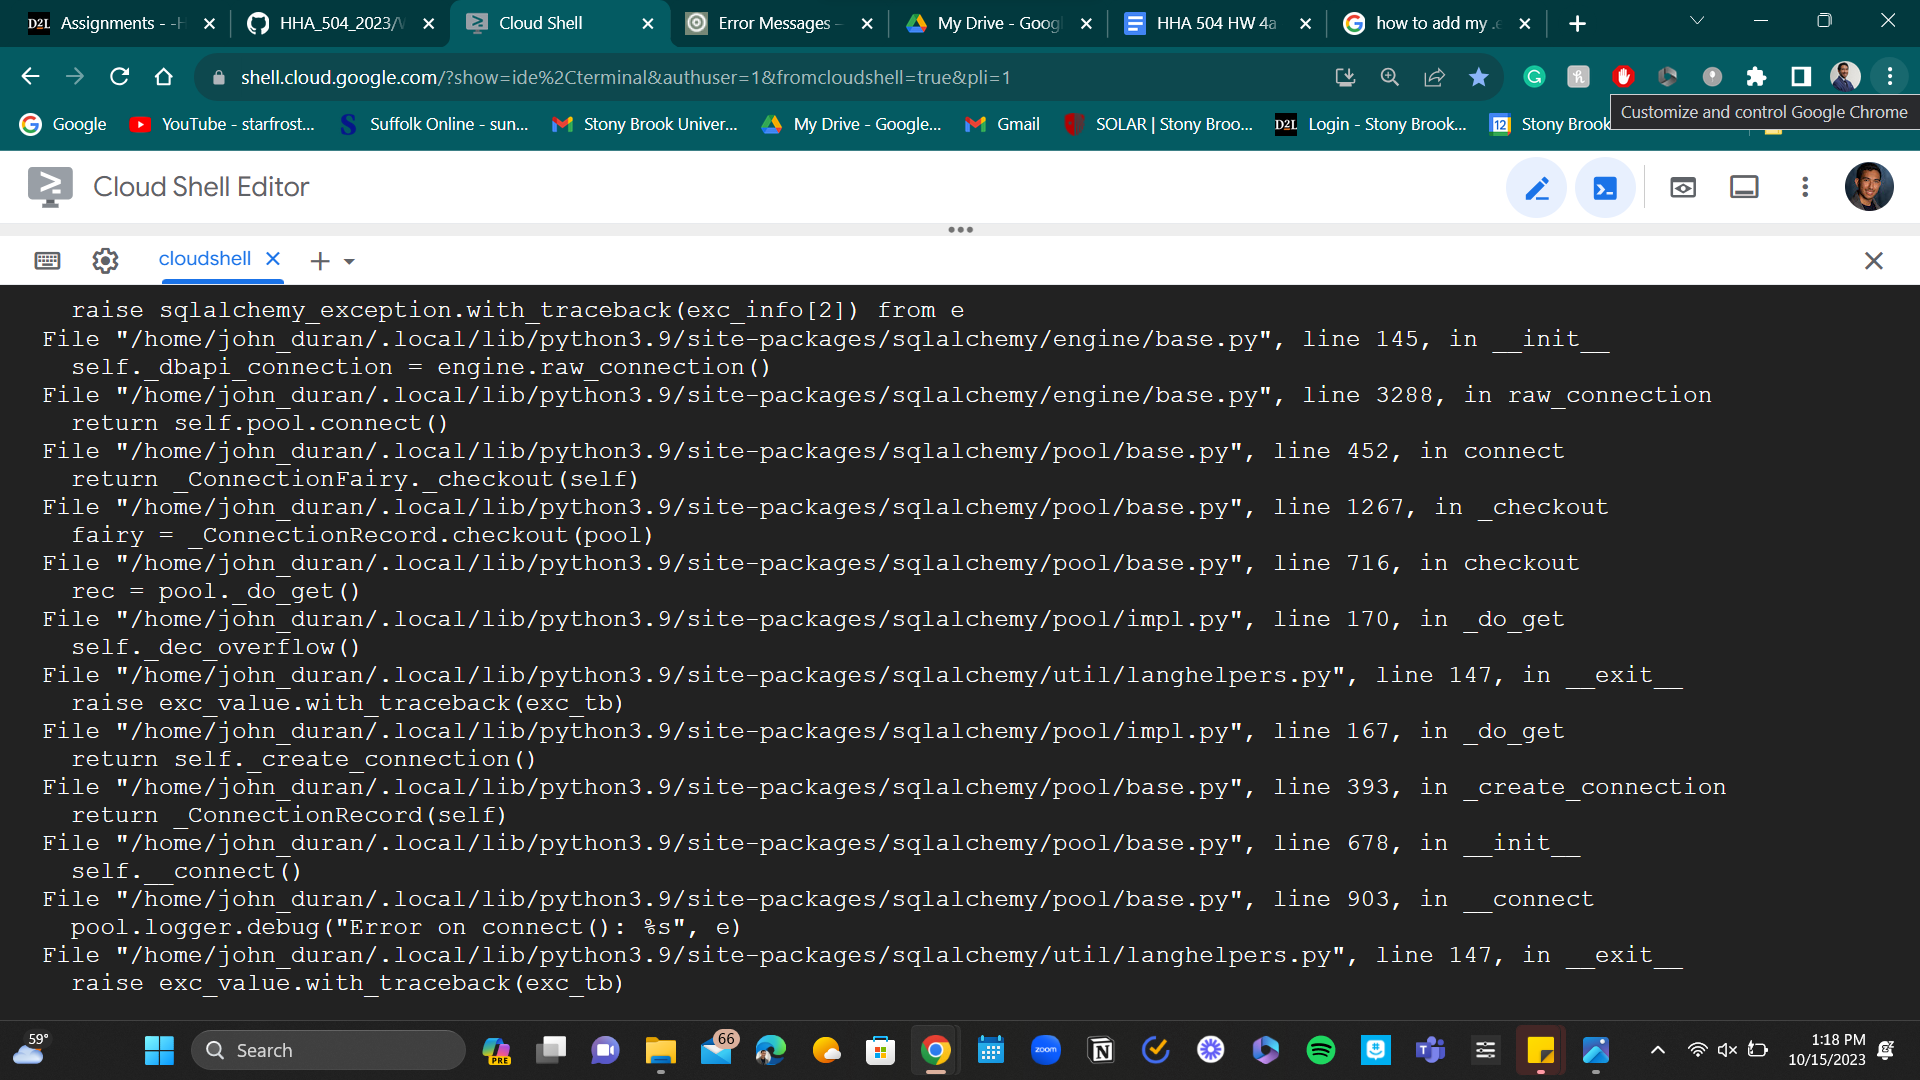 Assignments - -H
HHA_504_2023/
Cloud Shell
Error Messages –
My Drive - Goog
HHA 504 HW 4a
how to add my .e
shell.cloud.google.com/?show=ide%2Cterminal&authuser=1&fromcloudshell=true&pli=1
Google
YouTube - starfrost...
Suffolk Online - sun...
Stony Brook Univer...
My Drive - Google...
Gmail
SOLAR | Stony Broo...
D2L
Login - Stony Brook...
12
Stony Brook
Customize and control Google Chrome
Cloud Shell Editor
cloudshell
raise sqlalchemy_exception.with_traceback(exc_info[2]) from e
File "/home/john_duran/.local/lib/python3.9/site-packages/sqlalchemy/engine/base.py", line 145, in __init__
self._dbapi_connection = engine.raw_connection()
File "/home/john_duran/.local/lib/python3.9/site-packages/sqlalchemy/engine/base.py", line 3288, in raw_connection
return self.pool.connect()
File "/home/john_duran/.local/lib/python3.9/site-packages/sqlalchemy/pool/base.py", line 452, in connect
return _ConnectionFairy._checkout(self)
File "/home/john_duran/.local/lib/python3.9/site-packages/sqlalchemy/pool/base.py", line 1267, in _checkout
fairy = _ConnectionRecord.checkout(pool)
File "/home/john_duran/.local/lib/python3.9/site-packages/sqlalchemy/pool/base.py", line 716, in checkout
rec = pool._do_get()
File "/home/john_duran/.local/lib/python3.9/site-packages/sqlalchemy/pool/impl.py", line 170, in _do_get
self._dec_overflow()
File "/home/john_duran/.local/lib/python3.9/site-packages/sqlalchemy/util/langhelpers.py", line 147, in __exit__
raise exc_value.with_traceback(exc_tb)
File "/home/john_duran/.local/lib/python3.9/site-packages/sqlalchemy/pool/impl.py", line 167, in _do_get
return self._create_connection()
File "/home/john_duran/.local/lib/python3.9/site-packages/sqlalchemy/pool/base.py", line 393, in _create_connection
return _ConnectionRecord(self)
File "/home/john_duran/.local/lib/python3.9/site-packages/sqlalchemy/pool/base.py", line 678, in __init__
self.__connect()
File "/home/john_duran/.local/lib/python3.9/site-packages/sqlalchemy/pool/base.py", line 903, in __connect
pool.logger.debug("Error on connect(): %s", e)
File "/home/john_duran/.local/lib/python3.9/site-packages/sqlalchemy/util/langhelpers.py", line 147, in __exit__
raise exc_value.with_traceback(exc_tb)
59°
Search
PRE
66
zoom
1:18 PM
10/15/2023